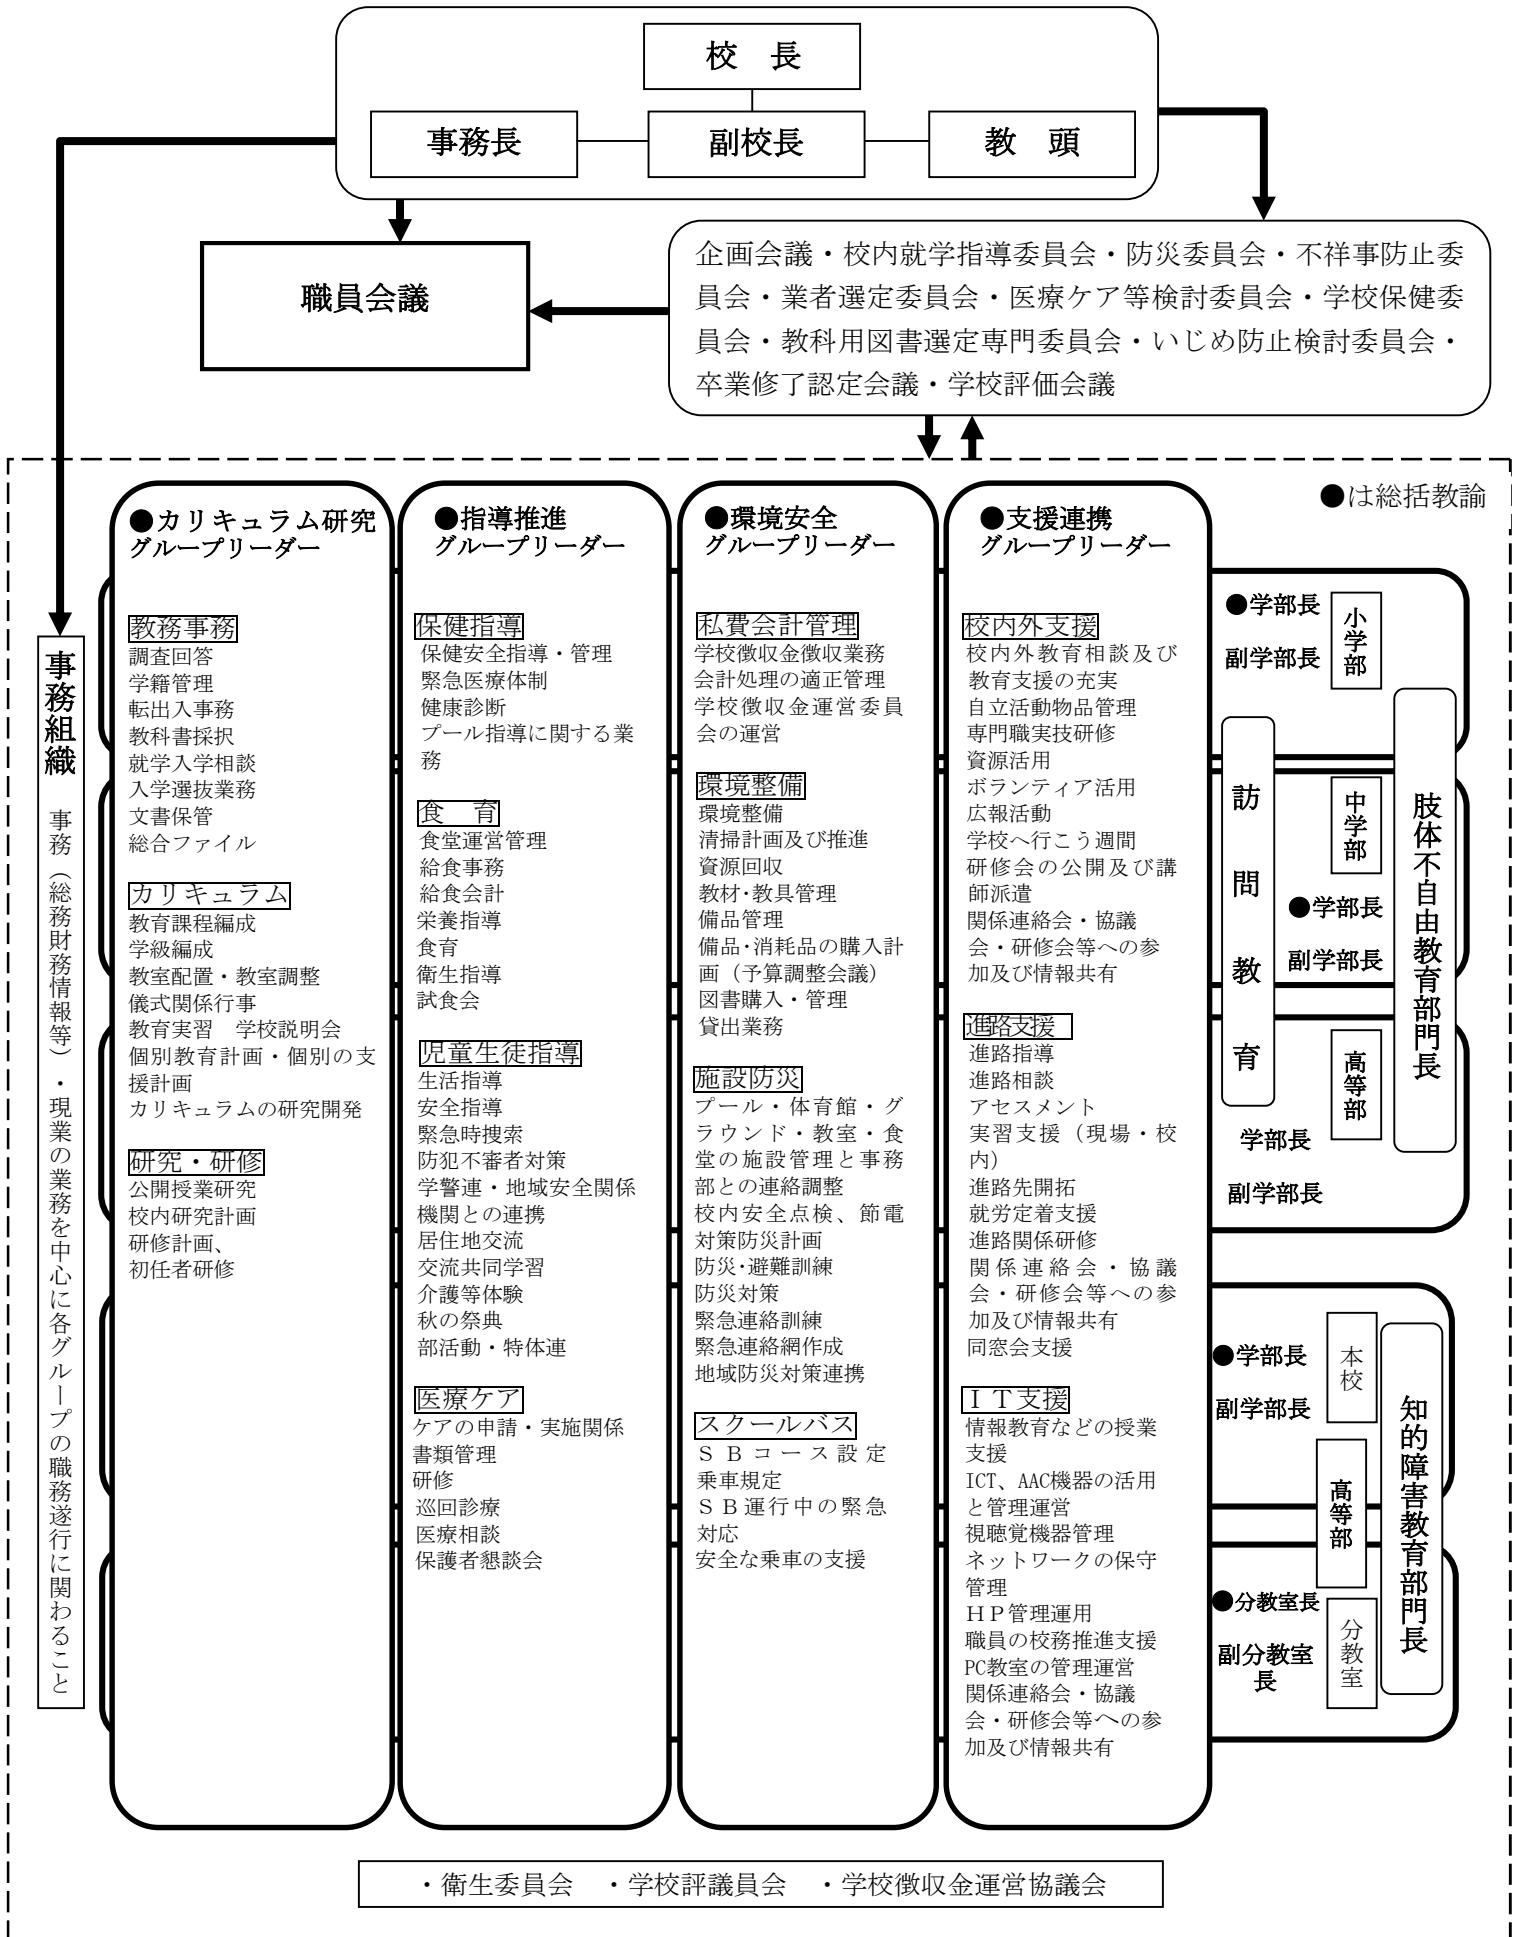 校　長
事務長
副校長
教　頭
職員会議
企画会議・校内就学指導委員会・防災委員会・不祥事防止委
員会・業者選定委員会・医療ケア等検討委員会・学校保健委
員会・教科用図書選定専門委員会・いじめ防止検討委員会・
卒業修了認定会議・学校評価会議
●は総括教諭
事務組織　事務（総務財務情報等）・現業の業務を中心に各グループの職務遂行に関わること
●カリキュラム研究
グループリーダー
教務事務
調査回答
学籍管理
転出入事務
教科書採択
就学入学相談
入学選抜業務
文書保管
総合ファイル
カリキュラム
教育課程編成
学級編成
教室配置・教室調整
儀式関係行事
教育実習　学校説明会
個別教育計画・個別の支
援計画
カリキュラムの研究開発
研究・研修
公開授業研究
校内研究計画
研修計画、
初任者研修
●指導推進
グループリーダー
保健指導
保健安全指導・管理
緊急医療体制
健康診断
プール指導に関する業
務
食　育
食堂運営管理
給食事務
給食会計
栄養指導
食育
衛生指導
試食会
児童生徒指導
生活指導
安全指導
緊急時捜索
防犯不審者対策
学警連・地域安全関係
機関との連携
居住地交流
交流共同学習
介護等体験
秋の祭典
部活動・特体連
医療ケア
ケアの申請・実施関係
書類管理
研修
巡回診療
医療相談
保護者懇談会
●環境安全
グループリーダー
私費会計管理
学校徴収金徴収業務
会計処理の適正管理
学校徴収金運営委員
会の運営
環境整備
環境整備
清掃計画及び推進
資源回収
教材･教具管理
備品管理
備品･消耗品の購入計
画（予算調整会議）
図書購入・管理
貸出業務
施設防災
プール・体育館・グ
ラウンド・教室・食
堂の施設管理と事務
部との連絡調整
校内安全点検、節電
対策防災計画
防災･避難訓練
防災対策
緊急連絡訓練
緊急連絡網作成
地域防災対策連携
スクールバス
ＳＢコース設定
乗車規定
ＳＢ運行中の緊急
対応
安全な乗車の支援
●支援連携
グループリーダー
校内外支援
校内外教育相談及び
教育支援の充実
自立活動物品管理
専門職実技研修
資源活用
ボランティア活用
広報活動
学校へ行こう週間
研修会の公開及び講
師派遣
関係連絡会・協議
会・研修会等への参
加及び情報共有
進路支援
進路指導
進路相談
アセスメント
実習支援（現場・校
内）
進路先開拓
就労定着支援
進路関係研修
関係連絡会・協議
会・研修会等への参
加及び情報共有
同窓会支援
ＩＴ支援
情報教育などの授業
支援
ICT、AAC機器の活用
と管理運営
視聴覚機器管理
ネットワークの保守
管理
ＨＰ管理運用
職員の校務推進支援
PC教室の管理運営
関係連絡会・協議
会・研修会等への参
加及び情報共有
●学部長
副学部長
小学部
訪問教育
中学部
●学部長
副学部長
高等部
学部長
副学部長
肢体不自由教育部門長
●学部長
副学部長
本校
高等部
●分教室長
副分教室
長
分教室
知的障害教育部門長
・衛生委員会　・学校評議員会　・学校徴収金運営協議会